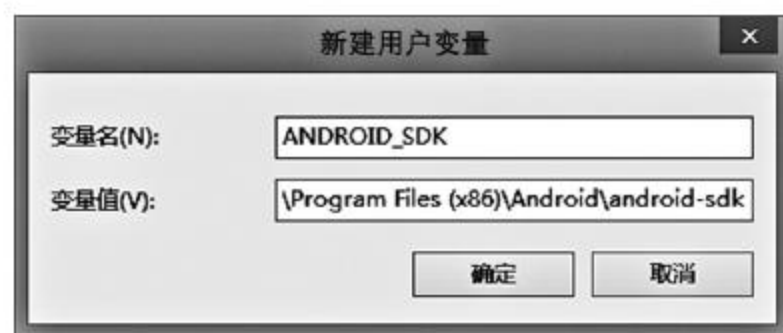 新建用户变量
×
变量名(N):
ANDROID_SDK
变量值(V):
\Program Files (x86)\Android\android-sdk
确定
取消